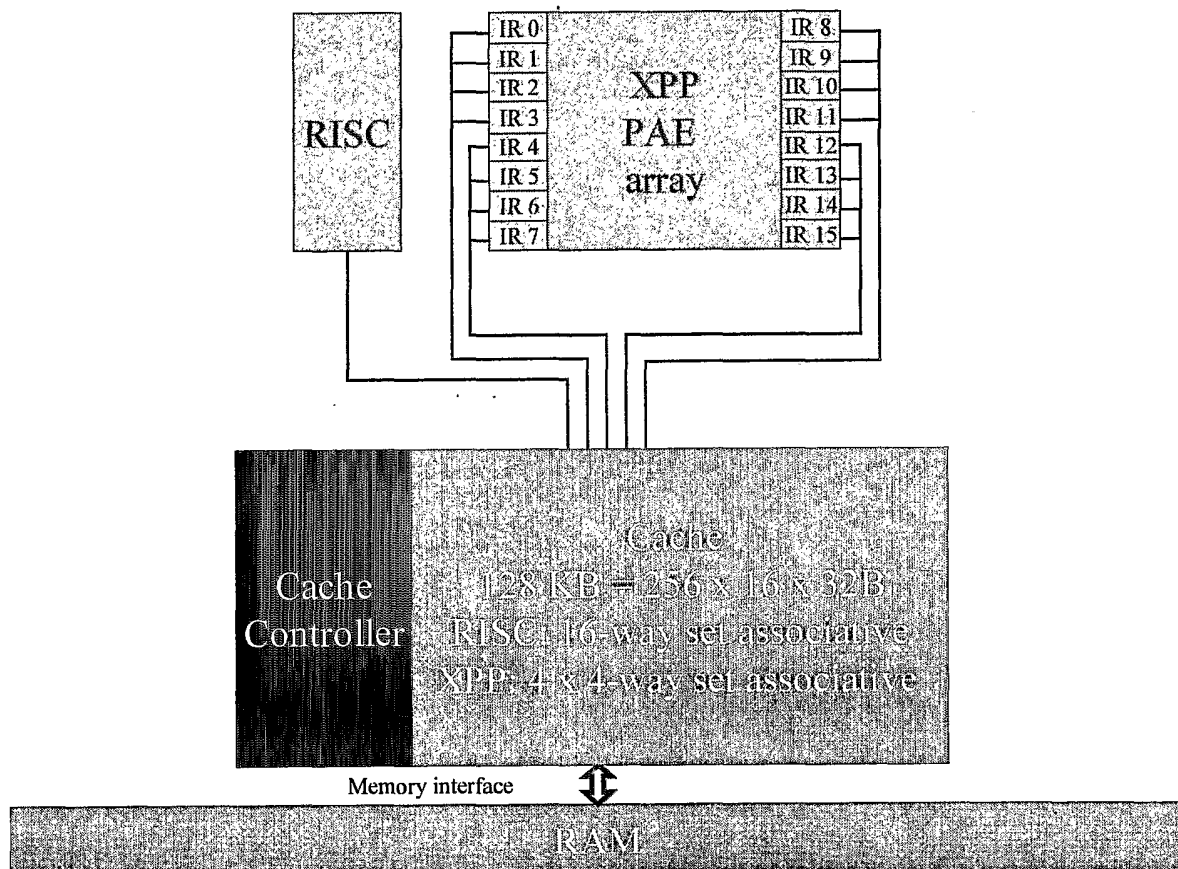 RISC
IR 0
IR 1
IR 2
IR 3
IR 4
IR 5
IR 6
IR 7
XPP
PAE
array
IR 8
IR 9
IR 10
IR 11
IR 12
IR 13
IR 14
IR 15
Cache
Controller
Cache
128 KB = 256 x 16 x 32B
RISC: 16-way set associative
XPP: 4 x 4-way set associative
Memory interface
RAM